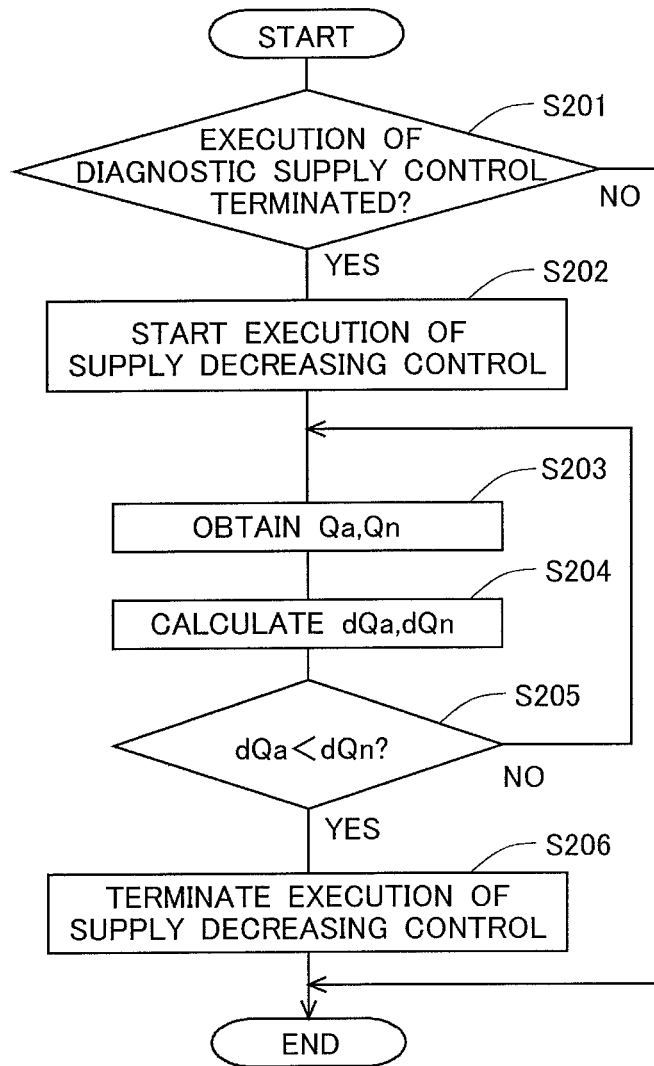 START
S201
EXECUTION OF
DIAGNOSTIC SUPPLY CONTROL
TERMINATED?
NO
YES
S202
START EXECUTION OF
SUPPLY DECREASING CONTROL
S203
OBTAIN Qa,Qn
S204
CALCULATE dQa,dQn
S205
dQa<dQn?
NO
YES
S206
TERMINATE EXECUTION OF
SUPPLY DECREASING CONTROL
END